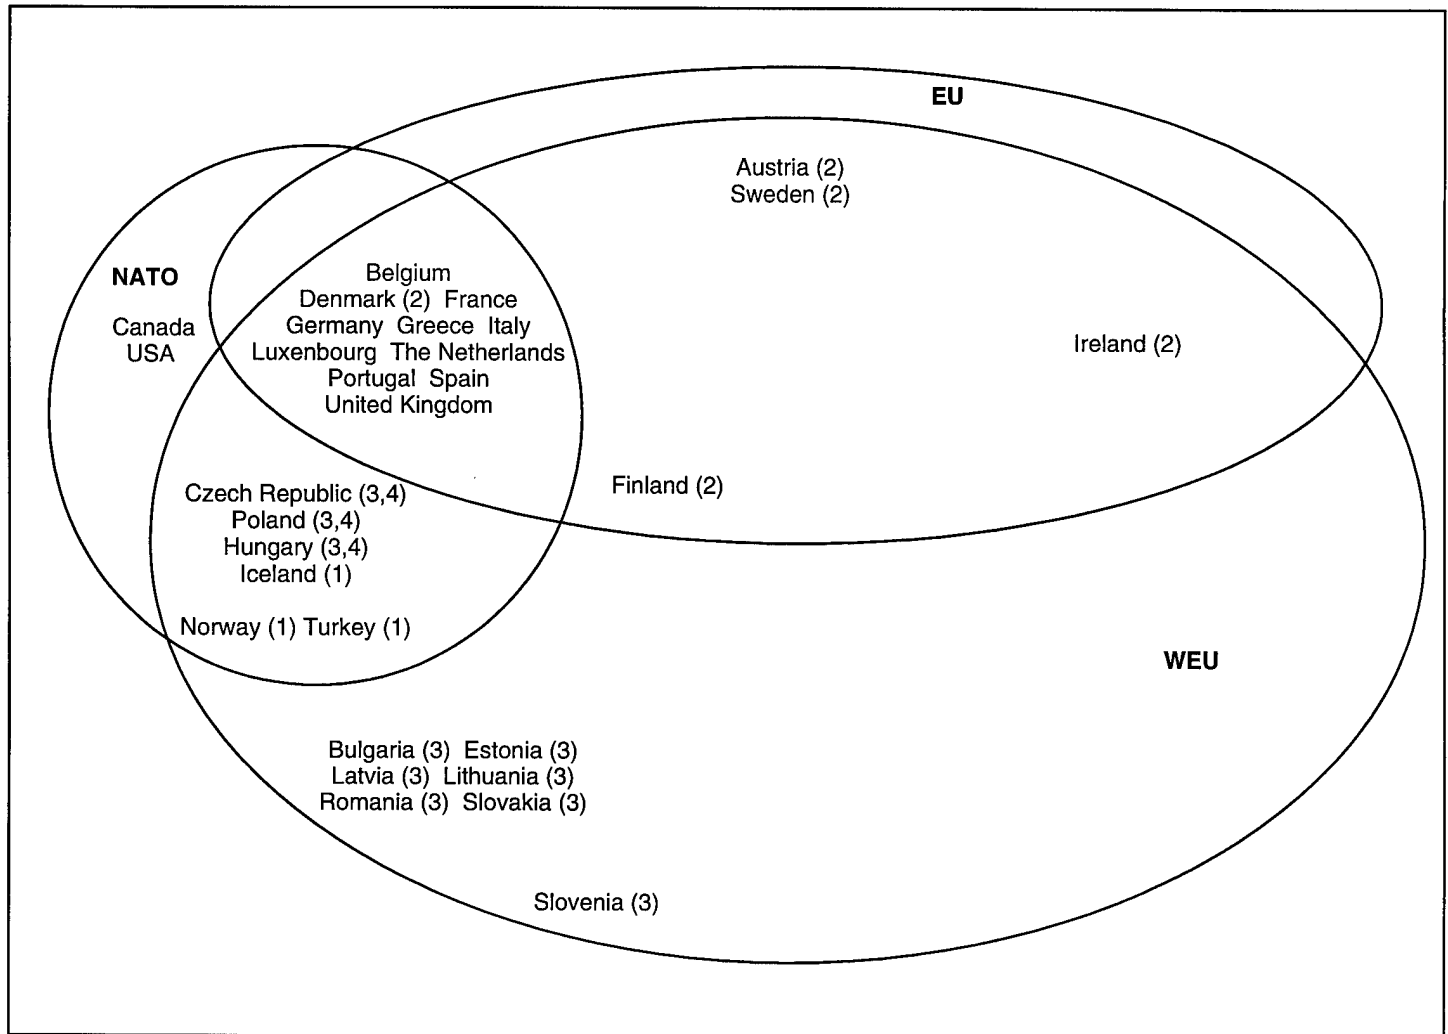 EU
Austria (2)
Sweden (2)
NATO
Canada
USA
Belgium
Denmark (2) France
Germany Greece Italy
Luxenbourg The Netherlands
Portugal Spain
United Kingdom
Ireland (2)
Finland (2)
Czech Republic (3,4)
Poland (3,4)
Hungary (3,4)
Iceland (1)
Norway (1) Turkey (1)
WEU
Bulgaria (3) Estonia (3)
Latvia (3) Lithuania (3)
Romania (3) Slovakia (3)
Slovenia (3)